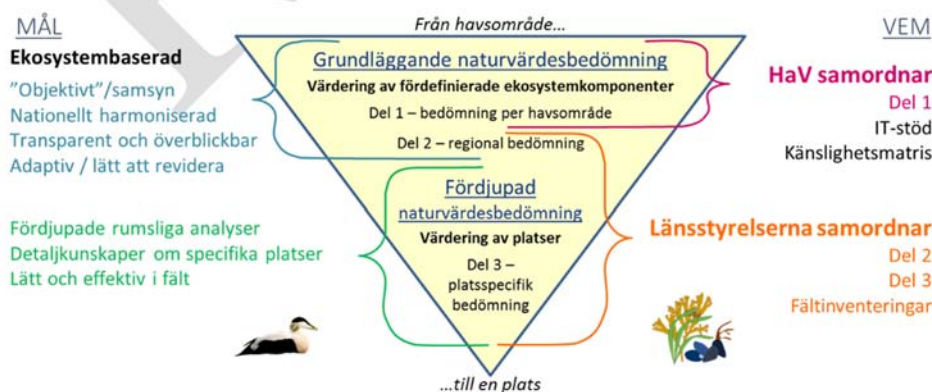 Från havsområde...
MÅL
Ekosystembaserad
"Objektivt"/samsyn
Nationellt harmoniserad
Transparent och överblickbar
Adaptiv / lätt att revidera
Fördjupade rumsliga analyser
Detaljkunskaper om specifika platser
Lätt och effektiv i fält
Grundläggande naturvärdesbedömning
Värdering av fördefinierade ekosystemkomponenter
Del 1 – bedömning per havsområde
Del 2 – regional bedömning
Fördjupad
naturvärdesbedömning
Värdering av platser
Del 3 –
platsspecifik
bedömning
VEM
HaV samordnar
Del 1
IT-stöd
Känslighetsmatris
Länsstyrelserna samordnar
Del 2
Del 3
Fältinventeringar
...till en plats